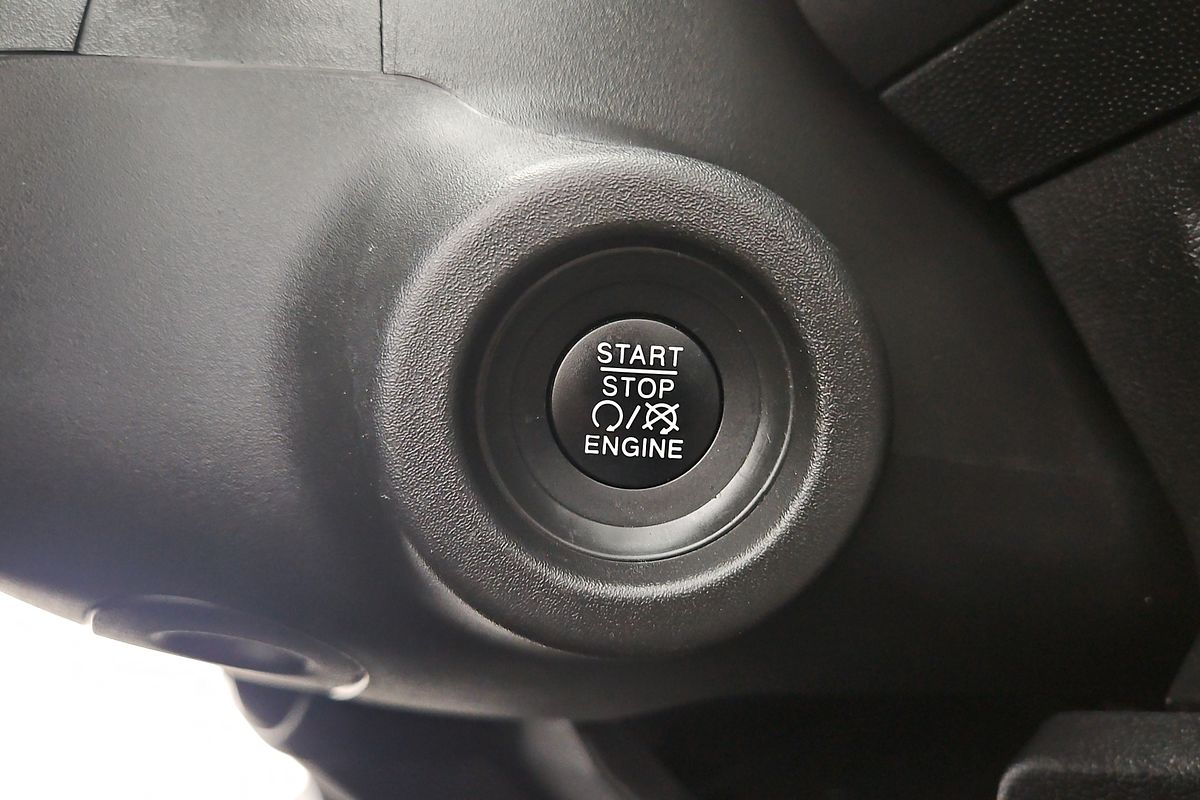 START
STOP
/
ENGINE